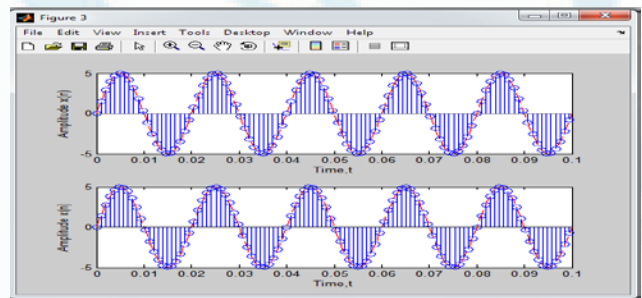 Figure 3
File Edit View Insert Tools Desktop Window Help
5
-5
Amplitude x(r)
0 0.01 0.02 0.03 0.04 0.05 0.06 0.07 0.08 0.09 0.1
Time,t
5
0
-5
Amplitude x(n)
0 0.01 0.02 0.03 0.04 0.05 0.06 0.07 0.08 0.09 0.1
Time,t